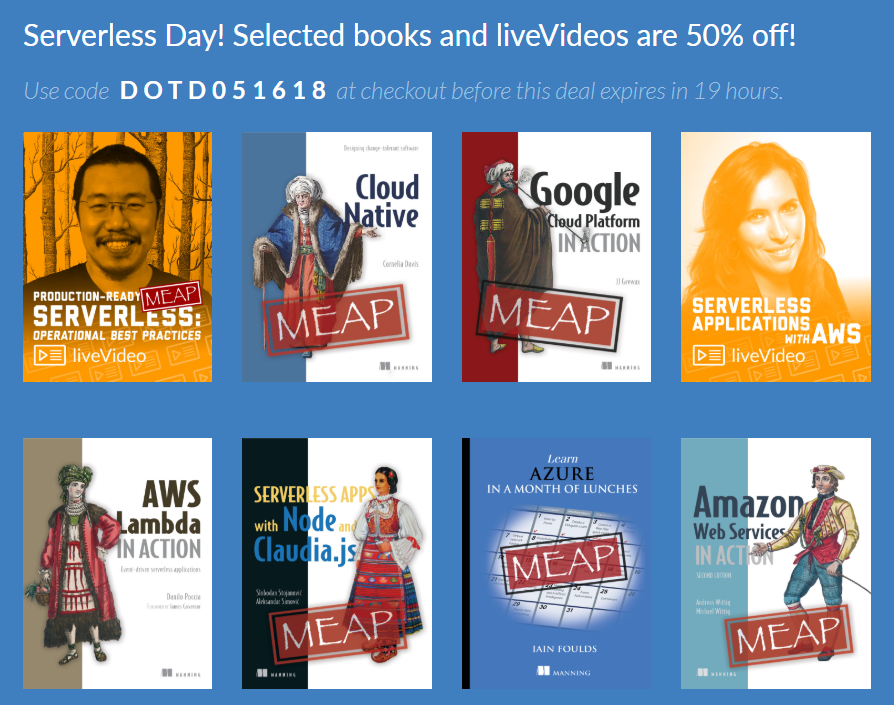 Serverless Day! Selected books and liveVideos are 50% off!
Use code DOTD051618 at checkout before this deal expires in 19 hours.
PRODUCTION-READY
MEAP
SERVERLESS:
OPERATIONAL BEST PRACTICES
liveVideo
Designing change-tolerant software
Cloud
Native
Cornelia Davis
MEAP
MANNING
Google
Cloud Platform
IN ACTION
JJ Geewax
MEAP
MANNING
SERVERLESS
APPLICATIONS
WITH AWS
liveVideo
AWS
Lambda
IN ACTION
Event-driven serverless applications
Danilo Poccia
MANNING
SERVERLESS APPS
with Node and
Claudia.js
Slobodan Stojanović
Aleksandar Simović
MEAP
MANNING
Learn
AZURE
IN A MONTH OF LUNCHES
MEAP
IAIN FOULDS
MANNING
Amazon
Web Services
IN ACTION
SECOND EDITION
Andreas Wittig
Michael Wittig
MEAP
MANNING